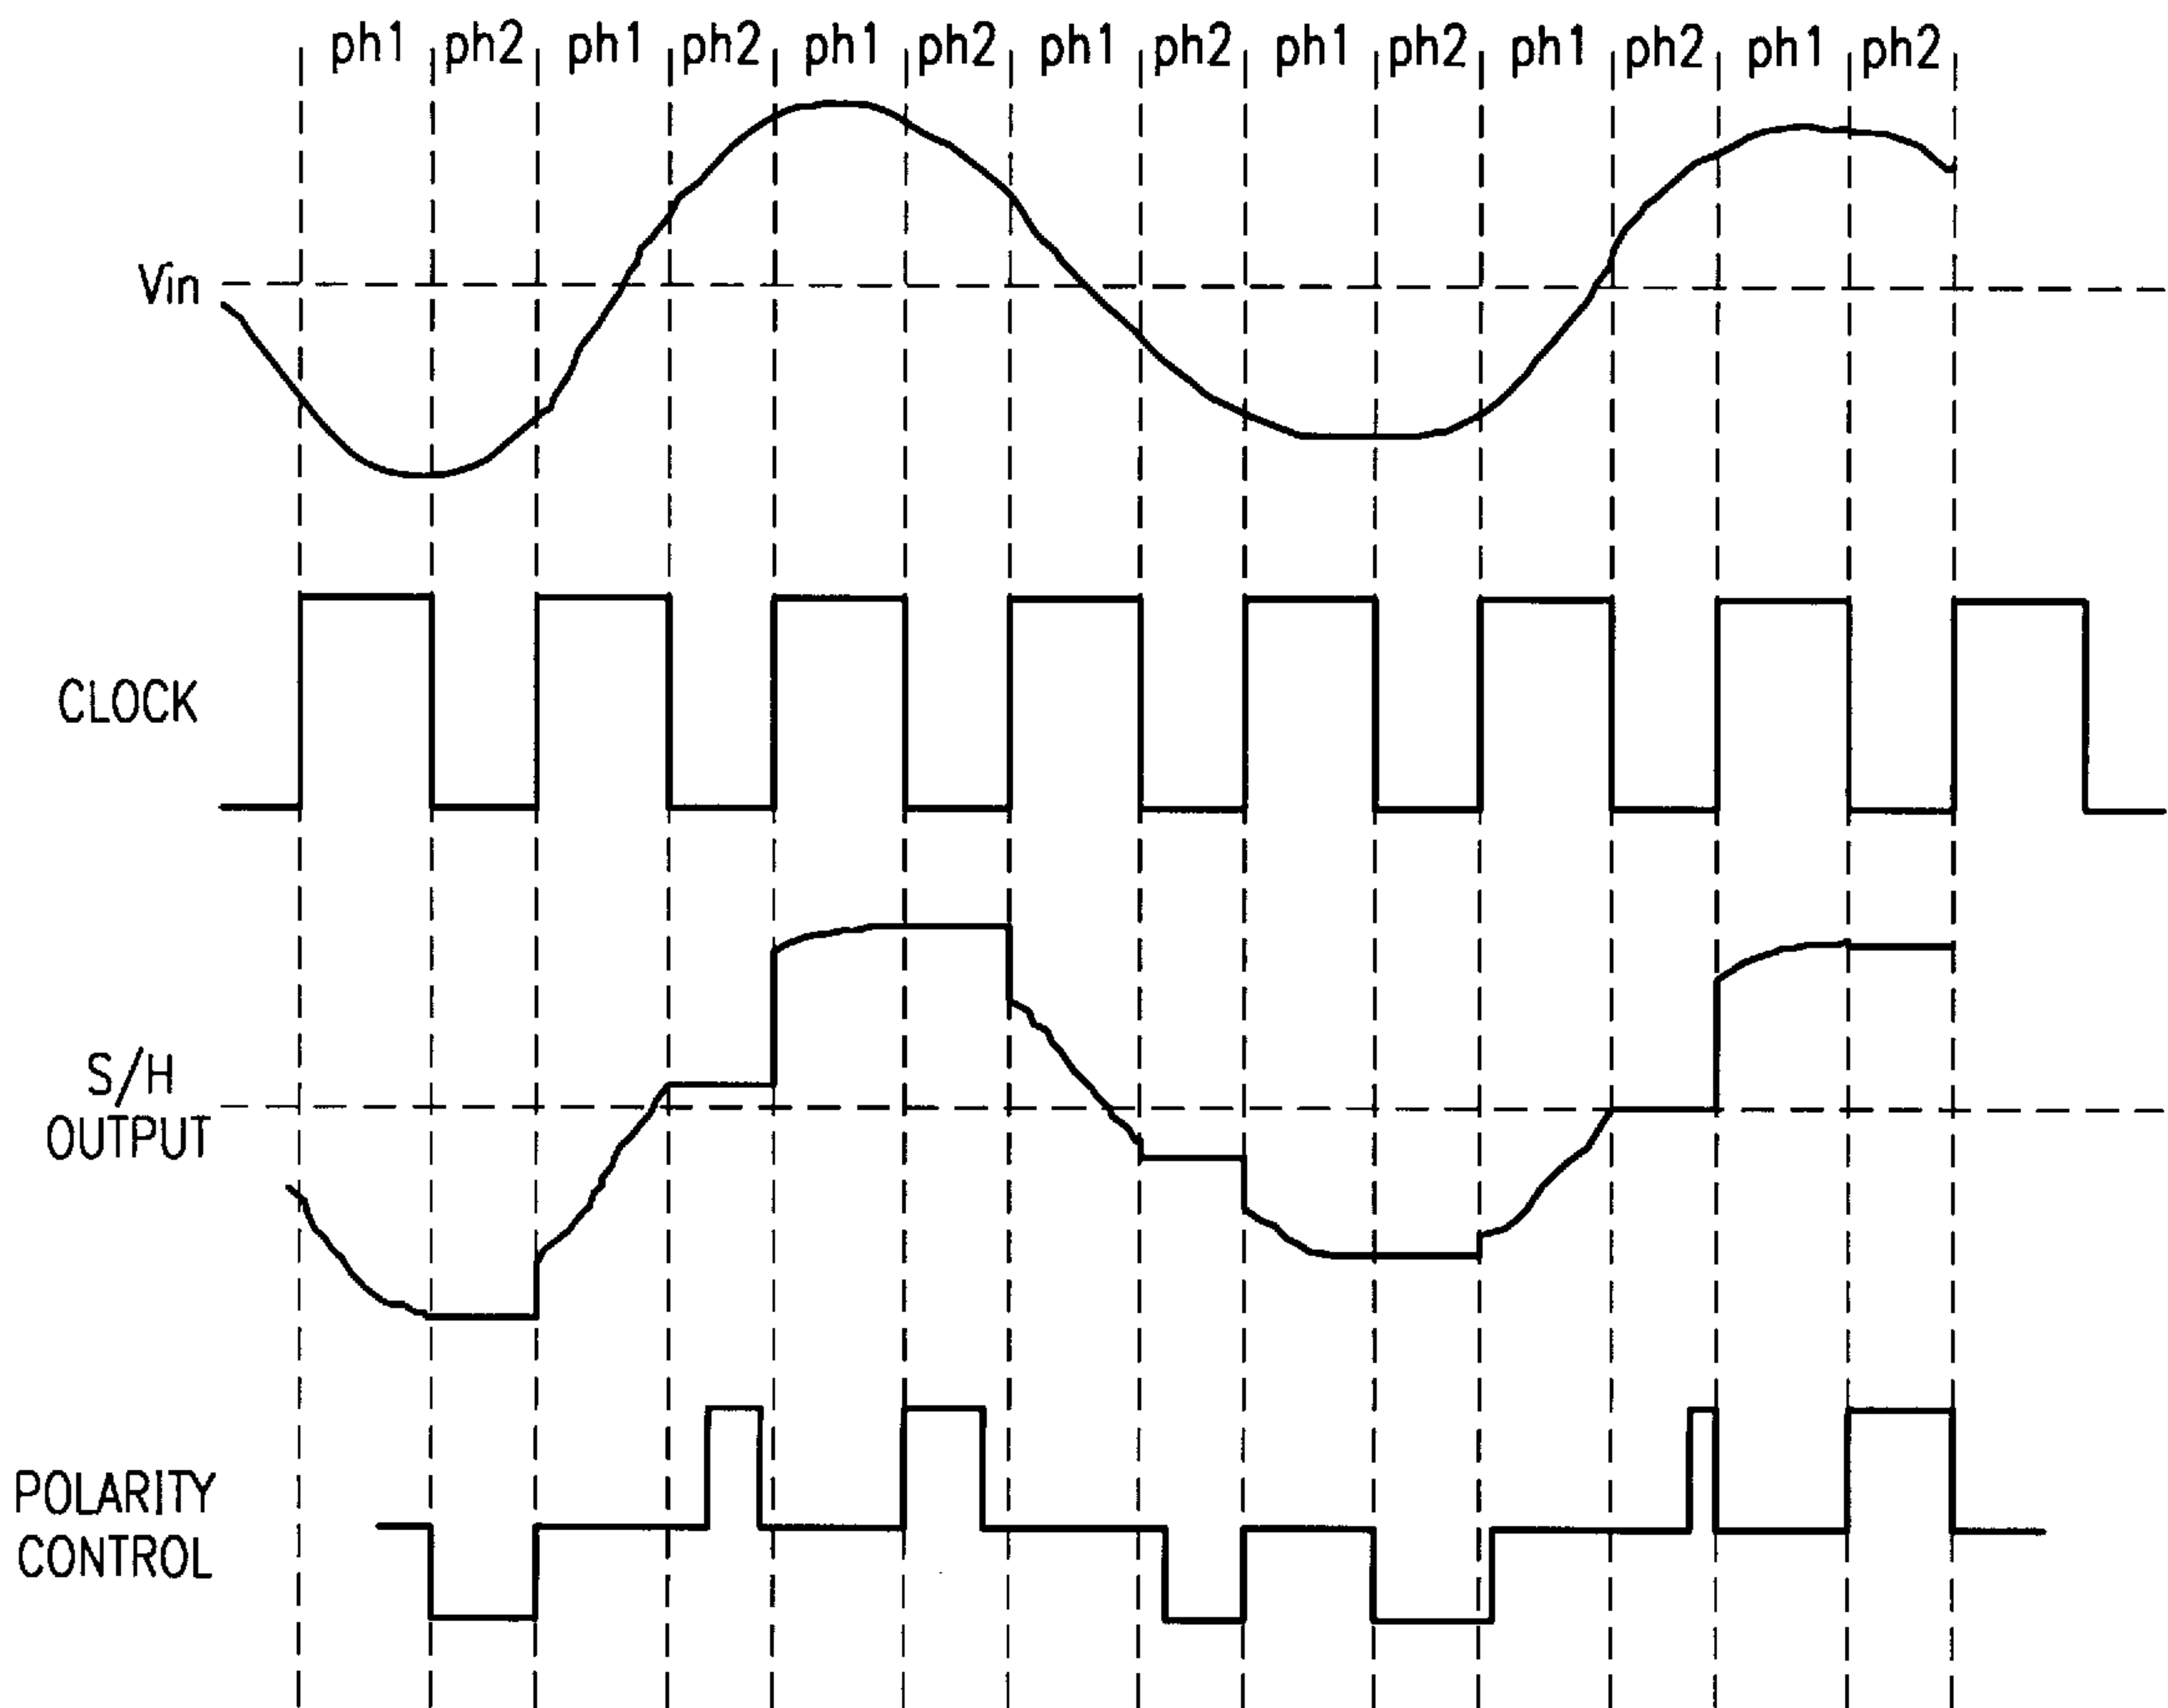 ph1 ph2 ph1 ph2 ph1 ph2 ph1 ph2 ph1 ph2 ph1 ph2 ph1 ph2
Vin
CLOCK
S/H
OUTPUT
POLARITY
CONTROL